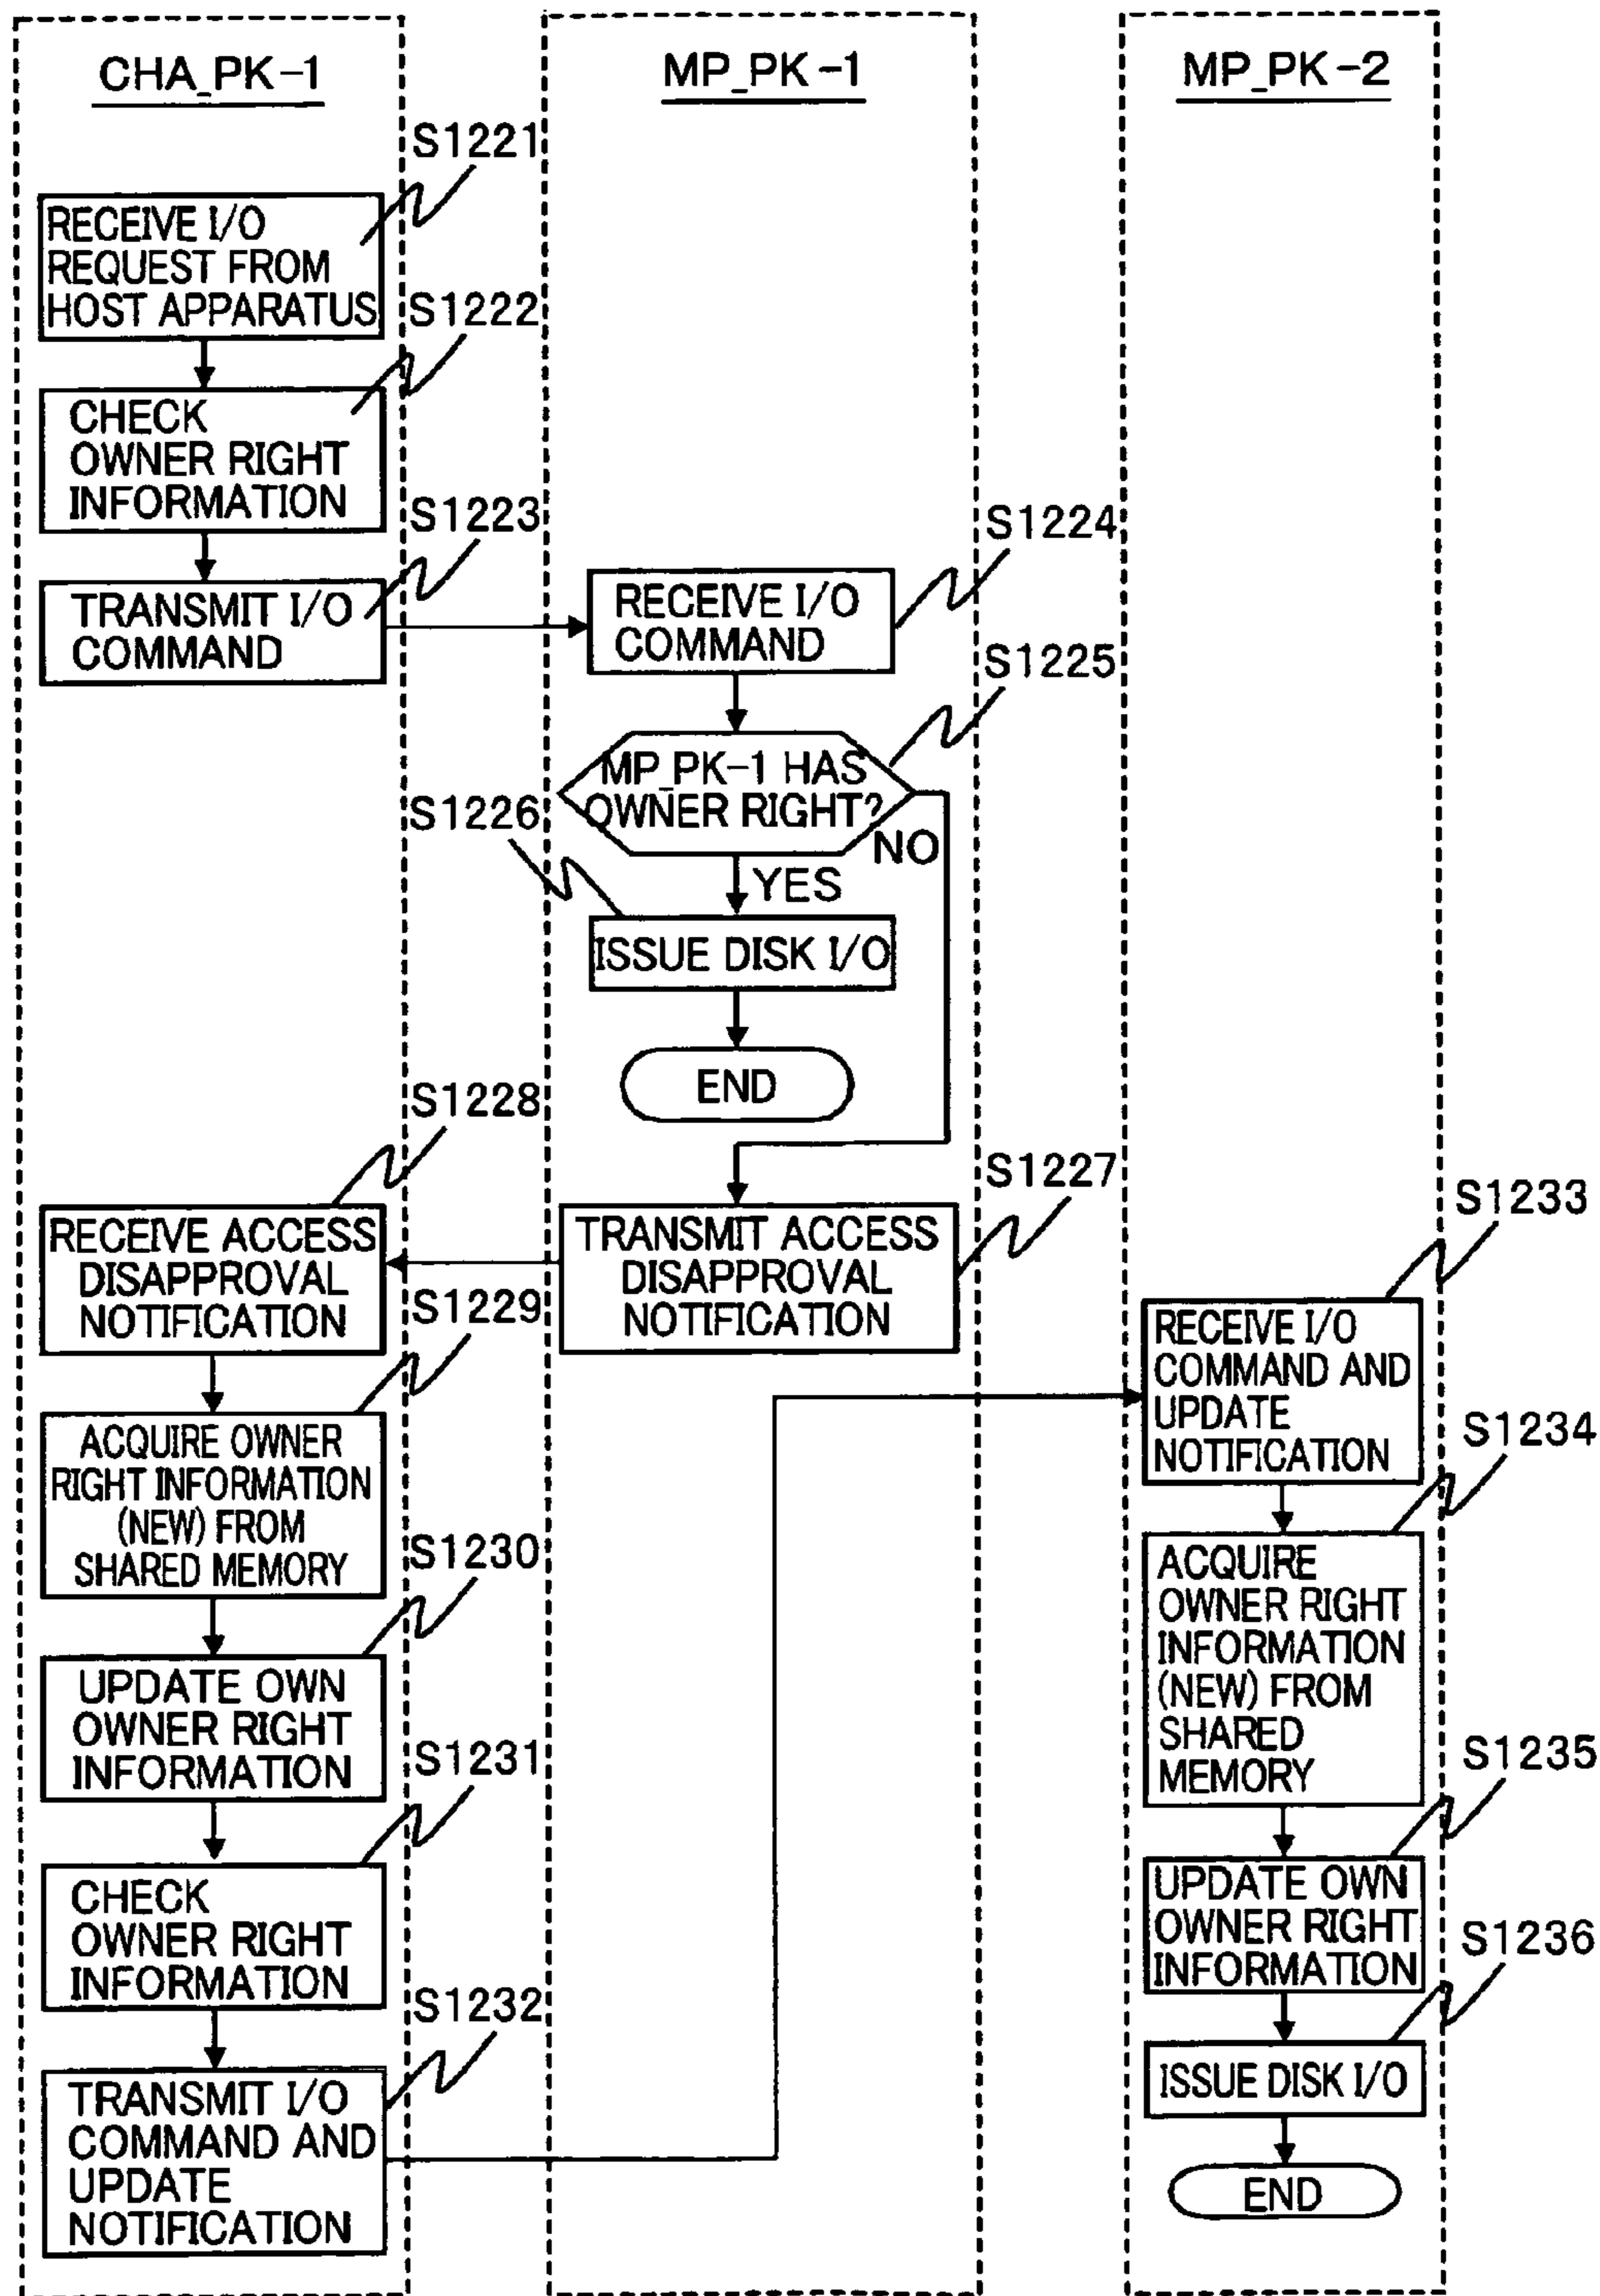 CHA_PK-1
MP_PK-1
MP_PK-2
S1221
RECEIVE I/O
REQUEST FROM
HOST APPARATUS
S1222
CHECK
OWNER RIGHT
INFORMATION
S1223
TRANSMIT I/O
COMMAND
S1224
RECEIVE I/O
COMMAND
S1225
MP_PK-1 HAS
OWNER RIGHT?
NO
YES
S1226
ISSUE DISK I/O
END
S1227
TRANSMIT ACCESS
DISAPPROVAL
NOTIFICATION
S1228
RECEIVE ACCESS
DISAPPROVAL
NOTIFICATION
S1229
ACQUIRE OWNER
RIGHT INFORMATION
(NEW) FROM
SHARED MEMORY
S1230
UPDATE OWN
OWNER RIGHT
INFORMATION
S1231
CHECK
OWNER RIGHT
INFORMATION
S1232
TRANSMIT I/O
COMMAND AND
UPDATE
NOTIFICATION
S1233
RECEIVE I/O
COMMAND AND
UPDATE
NOTIFICATION
S1234
ACQUIRE
OWNER RIGHT
INFORMATION
(NEW) FROM
SHARED
MEMORY
S1235
UPDATE OWN
OWNER RIGHT
INFORMATION
S1236
ISSUE DISK I/O
END